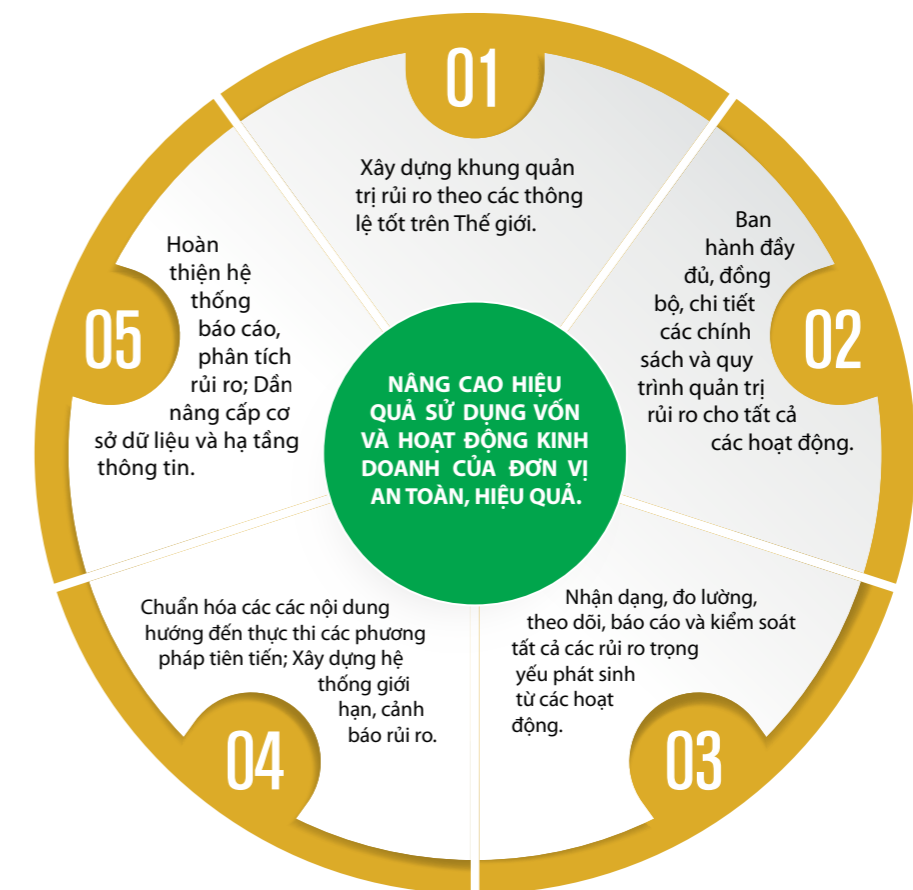 01
Xây dựng khung quản
trị rủi ro theo các thông
lệ tốt trên Thế giới.
02
Ban
hành đầy
đủ, đồng
bộ, chi tiết
các chính
sách và quy
trình quản trị
rủi ro cho tất cả
các hoạt động.
03
Nhận dạng, đo lường,
theo dõi, báo cáo và kiểm soát
tất cả các rủi ro trọng
yếu phát sinh
từ các hoạt
động.
04
Chuẩn hóa các các nội dung
hướng đến thực thi các phương
pháp tiên tiến; Xây dựng hệ
thống giới
hạn, cảnh
báo rủi ro.
05
Hoàn
thiện hệ
thống
báo cáo,
phân tích
rủi ro; Dần
nâng cấp cơ
sở dữ liệu và hạ tầng
thông tin.
NÂNG CAO HIỆU
QUẢ SỬ DỤNG VỐN
VÀ HOẠT ĐỘNG KINH
DOANH CỦA ĐƠN VỊ
AN TOÀN, HIỆU QUẢ.